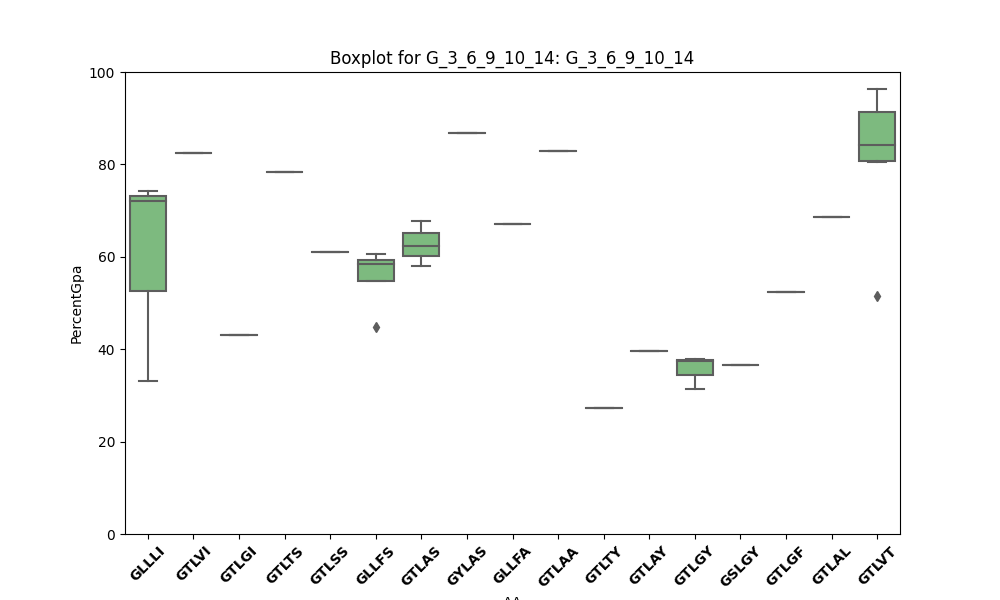 Boxplot for G_3_6_9_10_14: G_3_6_9_10_14
PercentGpa
100
80
60
40
20
0
GLLLI
GTLVI
GTLGI
GTLTS
GTLSS
GLLFS
GTLAS
GYLAS
GLLFA
GTLAA
GTLTY
GTLAY
GTLGY
GSLGY
GTLGF
GTLAL
GTLVT